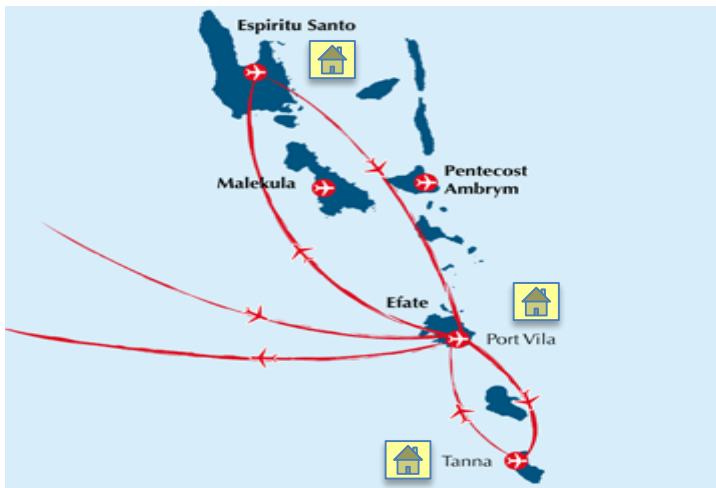 Espiritu Santo
Malekula
Pentecost
Ambrym
Efate
Port Vila
Tanna